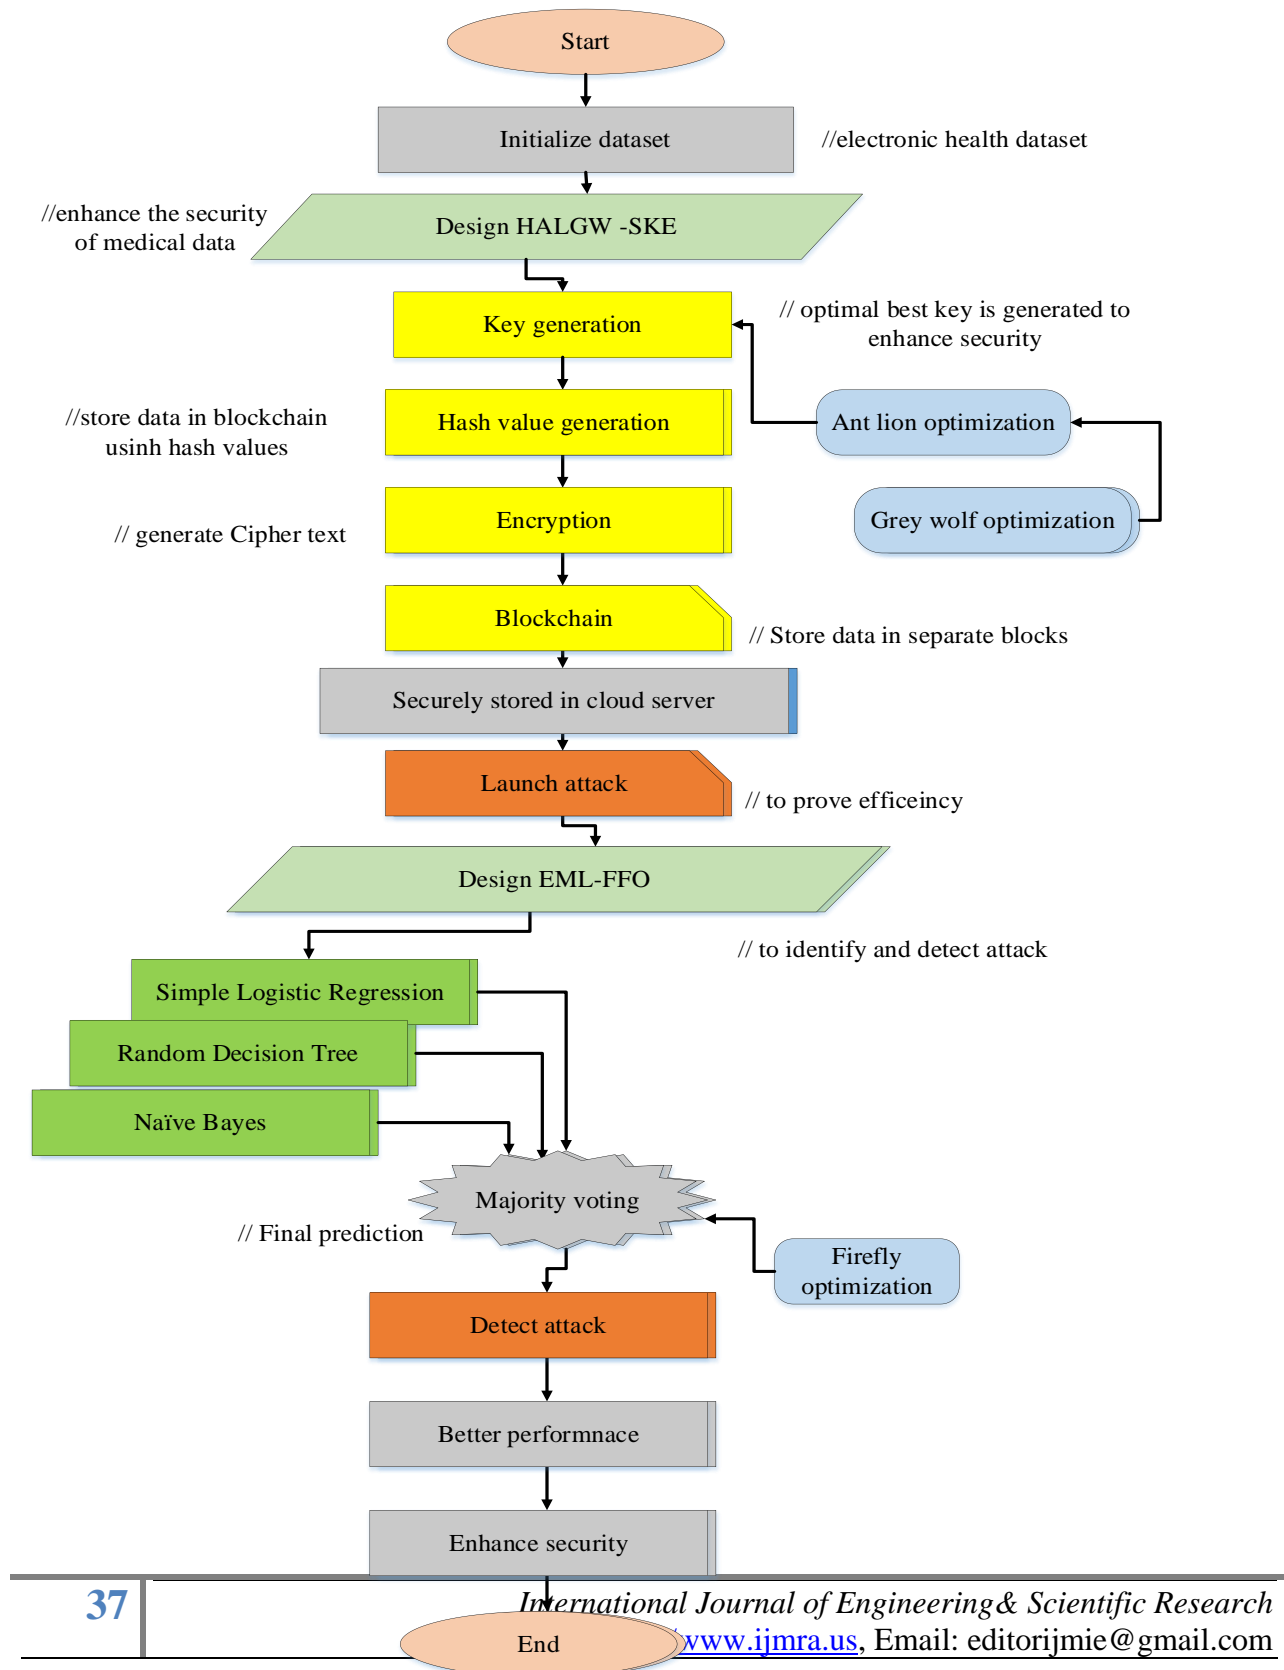 Start
Initialize dataset
//electronic health dataset
//enhance the security
of medical data
Design HALGW -SKE
Key generation
// optimal best key is generated to
enhance security
//store data in blockchain
usinh hash values
Hash value generation
Ant lion optimization
Encryption
Grey wolf optimization
// generate Cipher text
Blockchain
// Store data in separate blocks
Securely stored in cloud server
Launch attack
// to prove efficeincy
Design EML-FFO
// to identify and detect attack
Simple Logistic Regression
Random Decision Tree
Naïve Bayes
Majority voting
// Final prediction
Firefly
optimization
Detect attack
Better performnace
Enhance security
37
International Journal of Engineering& Scientific Research
End
www.ijmra.us, Email: editorijmie@gmail.com